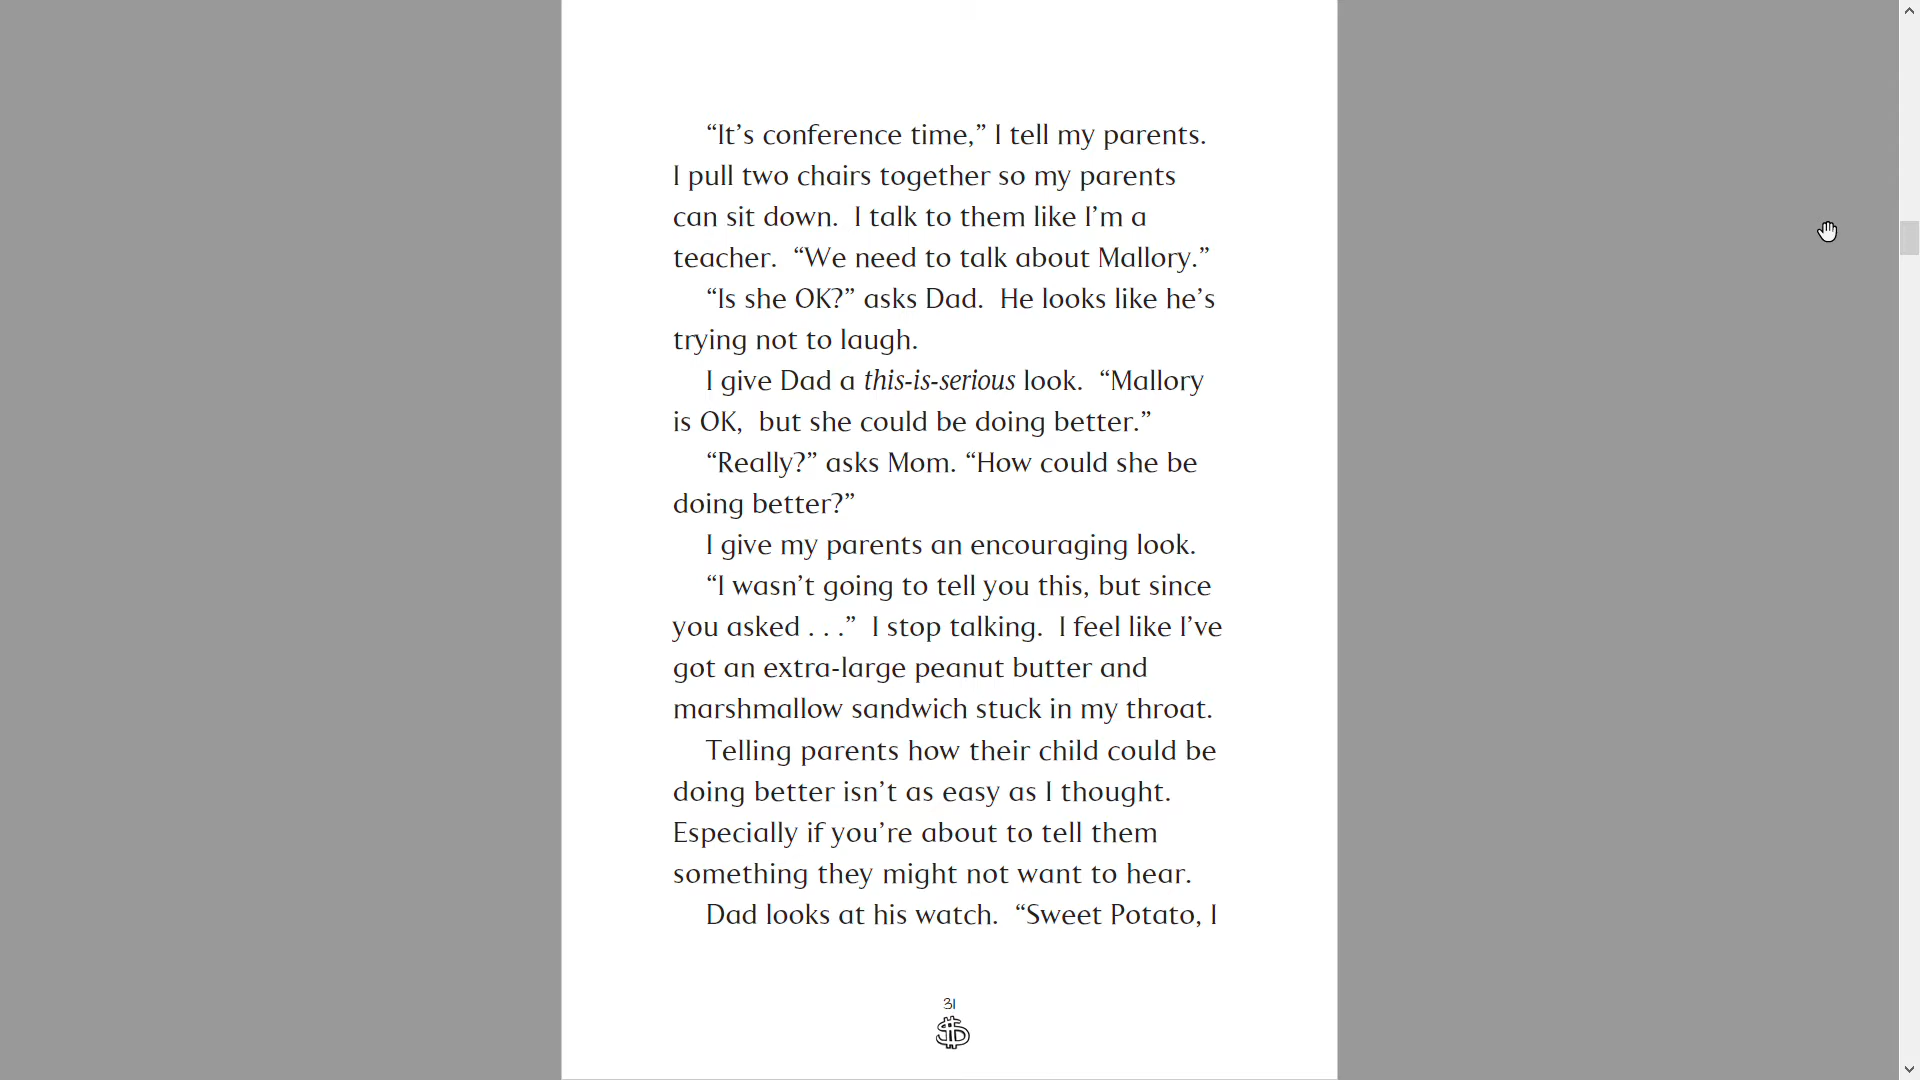 “It’s conference time,” I tell my parents.
I pull two chairs together so my parents
can sit down.  I talk to them like I’m a
teacher.  “We need to talk about Mallory.”
“Is she OK?” asks Dad.  He looks like he’s
trying not to laugh.
I give Dad a this-is-serious look.  “Mallory
is OK,  but she could be doing better.”
“Really?” asks Mom. “How could she be
doing better?”
I give my parents an encouraging look.
“I wasn’t going to tell you this, but since
you asked . . .”  I stop talking.  I feel like I’ve
got an extra-large peanut butter and
marshmallow sandwich stuck in my throat.
Telling parents how their child could be
doing better isn’t as easy as I thought.
Especially if you’re about to tell them
something they might not want to hear.
Dad looks at his watch.  “Sweet Potato, I
31